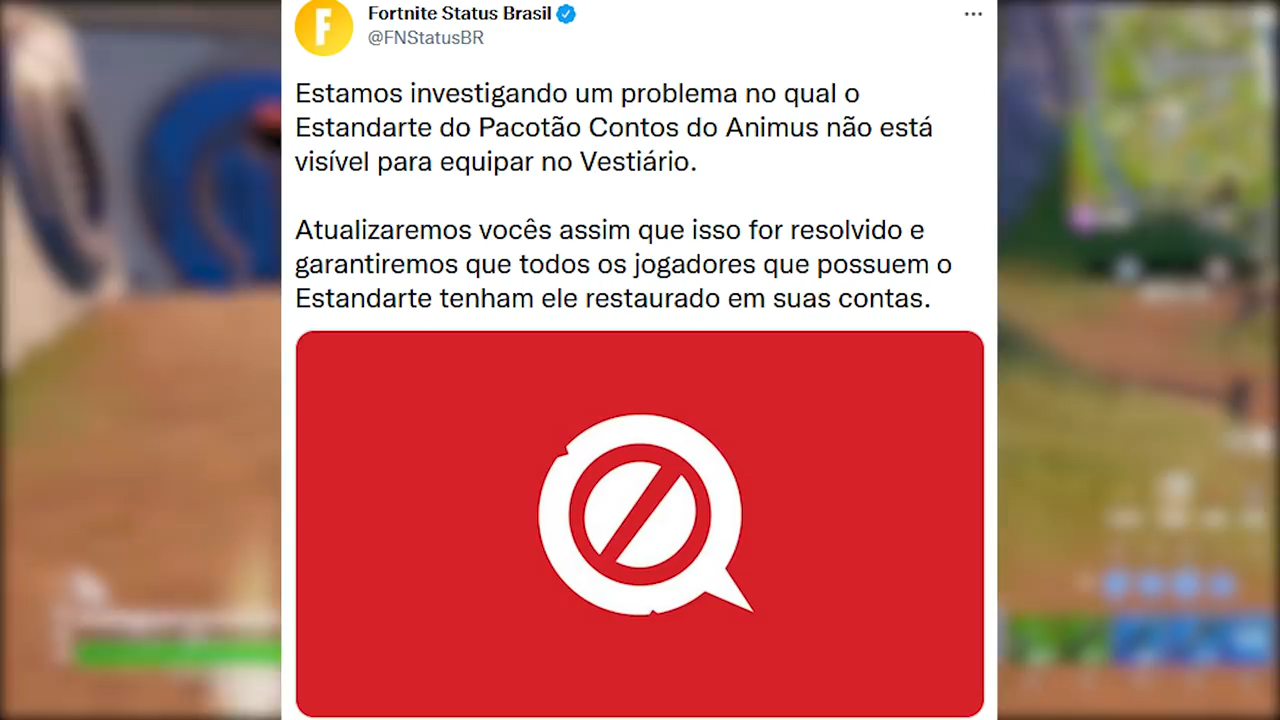 Fortnite Status Brasil
@FNStatusBR
Estamos investigando um problema no qual o
Estandarte do Pacotão Contos do Animus não está
visível para equipar no Vestiário.
Atualizaremos vocês assim que isso for resolvido e
garantiremos que todos os jogadores que possuem o
Estandarte tenham ele restaurado em suas contas.